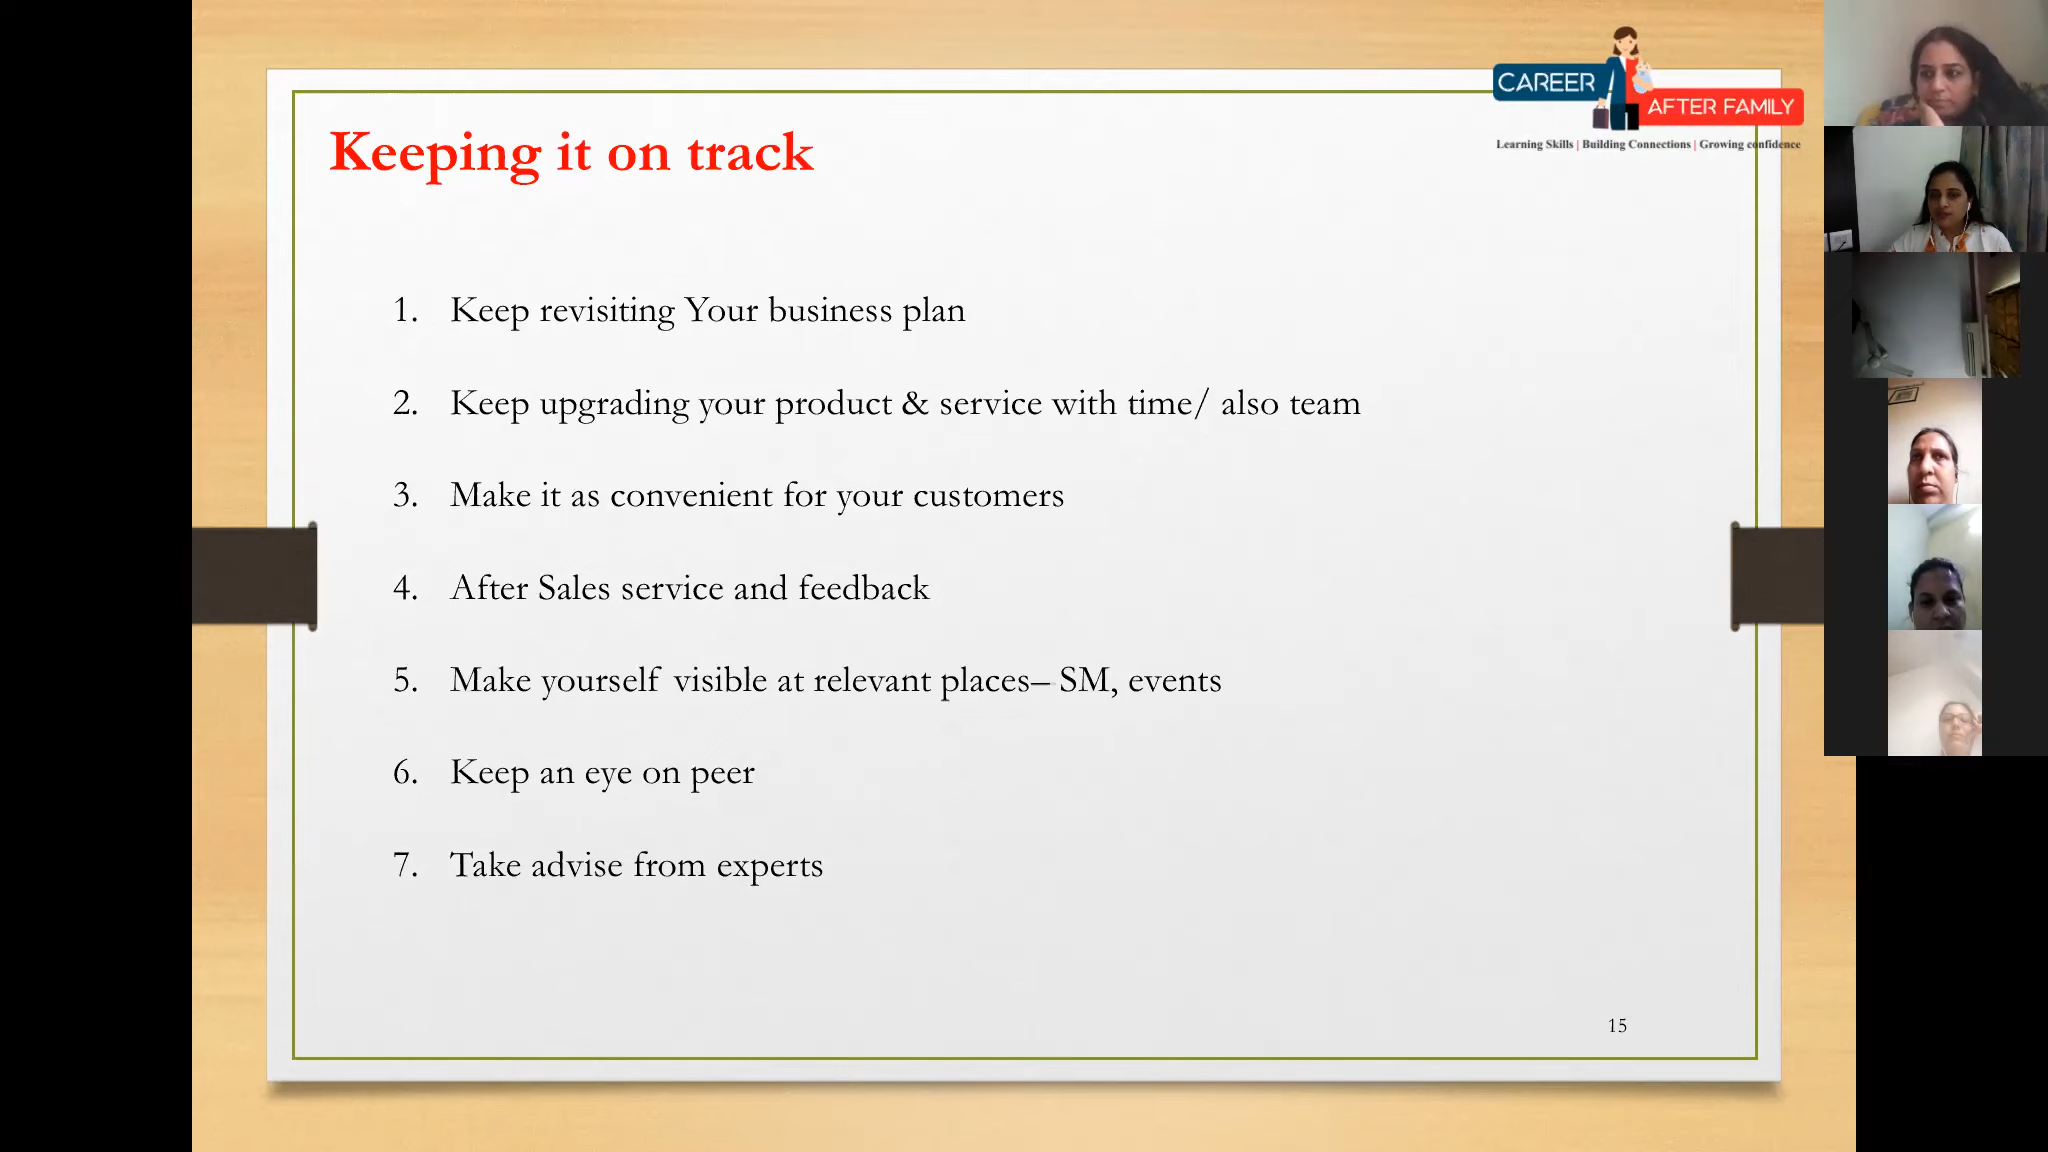 CAREER
AFTER FAMILY
Learning Skills | Building Connections | Growing confidence
Keeping it on track
1. Keep revisiting Your business plan
2. Keep upgrading your product & service with time/ also team
3. Make it as convenient for your customers
4. After Sales service and feedback
5. Make yourself visible at relevant places– SM, events
6. Keep an eye on peer
7. Take advise from experts
15